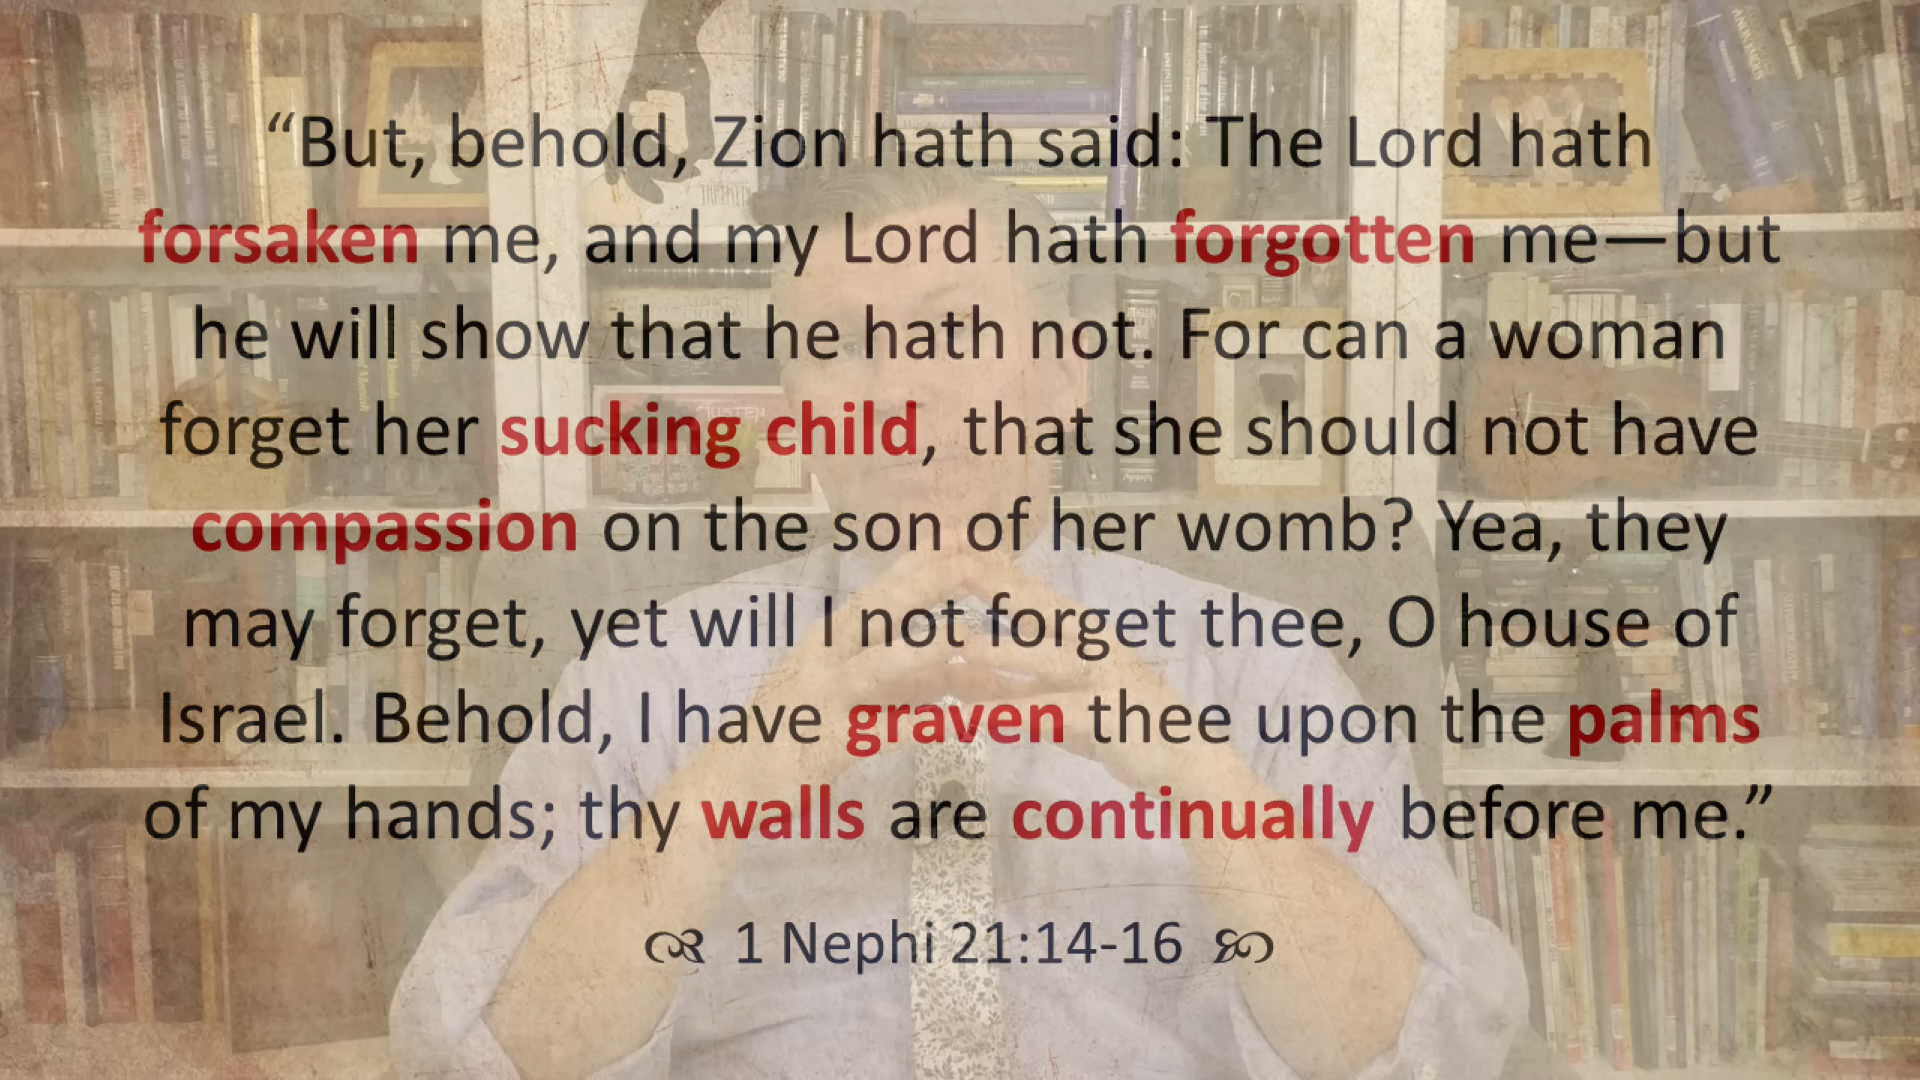 “But, behold, Zion hath said: The Lord hath
forsaken me, and my Lord hath forgotten me—but
he will show that he hath not. For can a woman
forget her sucking child, that she should not have
compassion on the son of her womb? Yea, they
may forget, yet will I not forget thee, O house of
Israel. Behold, I have graven thee upon the palms
of my hands; thy walls are continually before me.”
1 Nephi 21:14-16
AUSTEN